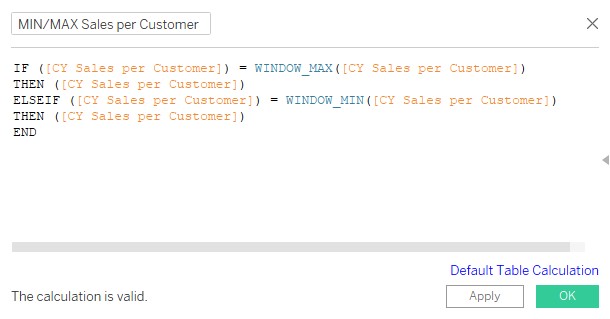 MIN/MAX Sales per Customer
IF ([CY Sales per Customer]) = WINDOW_MAX([CY Sales per Customer])
THEN ([CY Sales per Customer])
ELSEIF ([CY Sales per Customer]) = WINDOW_MIN([CY Sales per Customer])
THEN ([CY Sales per Customer])
END
Default Table Calculation
The calculation is valid.
Apply
OK